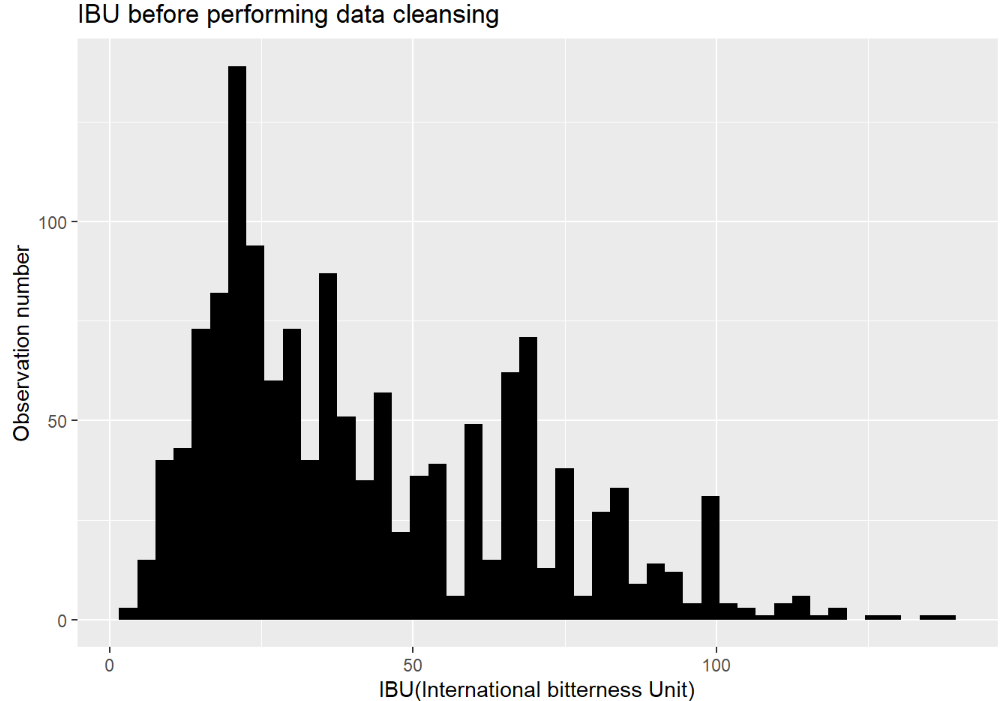 IBU before performing data cleansing
Observation number
100
50
0
0
50
100
IBU(International bitterness Unit)